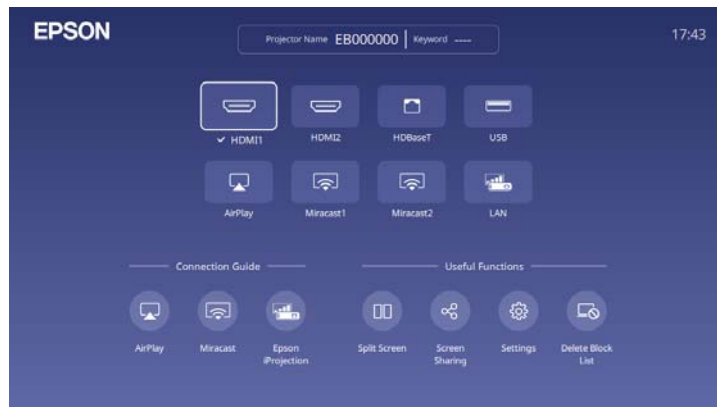 EPSON
Projector Name EB000000 | Keyword ----
17:43
✔ HDMI1
HDMI2
HDBaseT
USB
AirPlay
Miracast1
Miracast2
LAN
Connection Guide
Useful Functions
AirPlay
Miracast
Epson
iProjection
Split Screen
Screen
Sharing
Settings
Delete Block
List